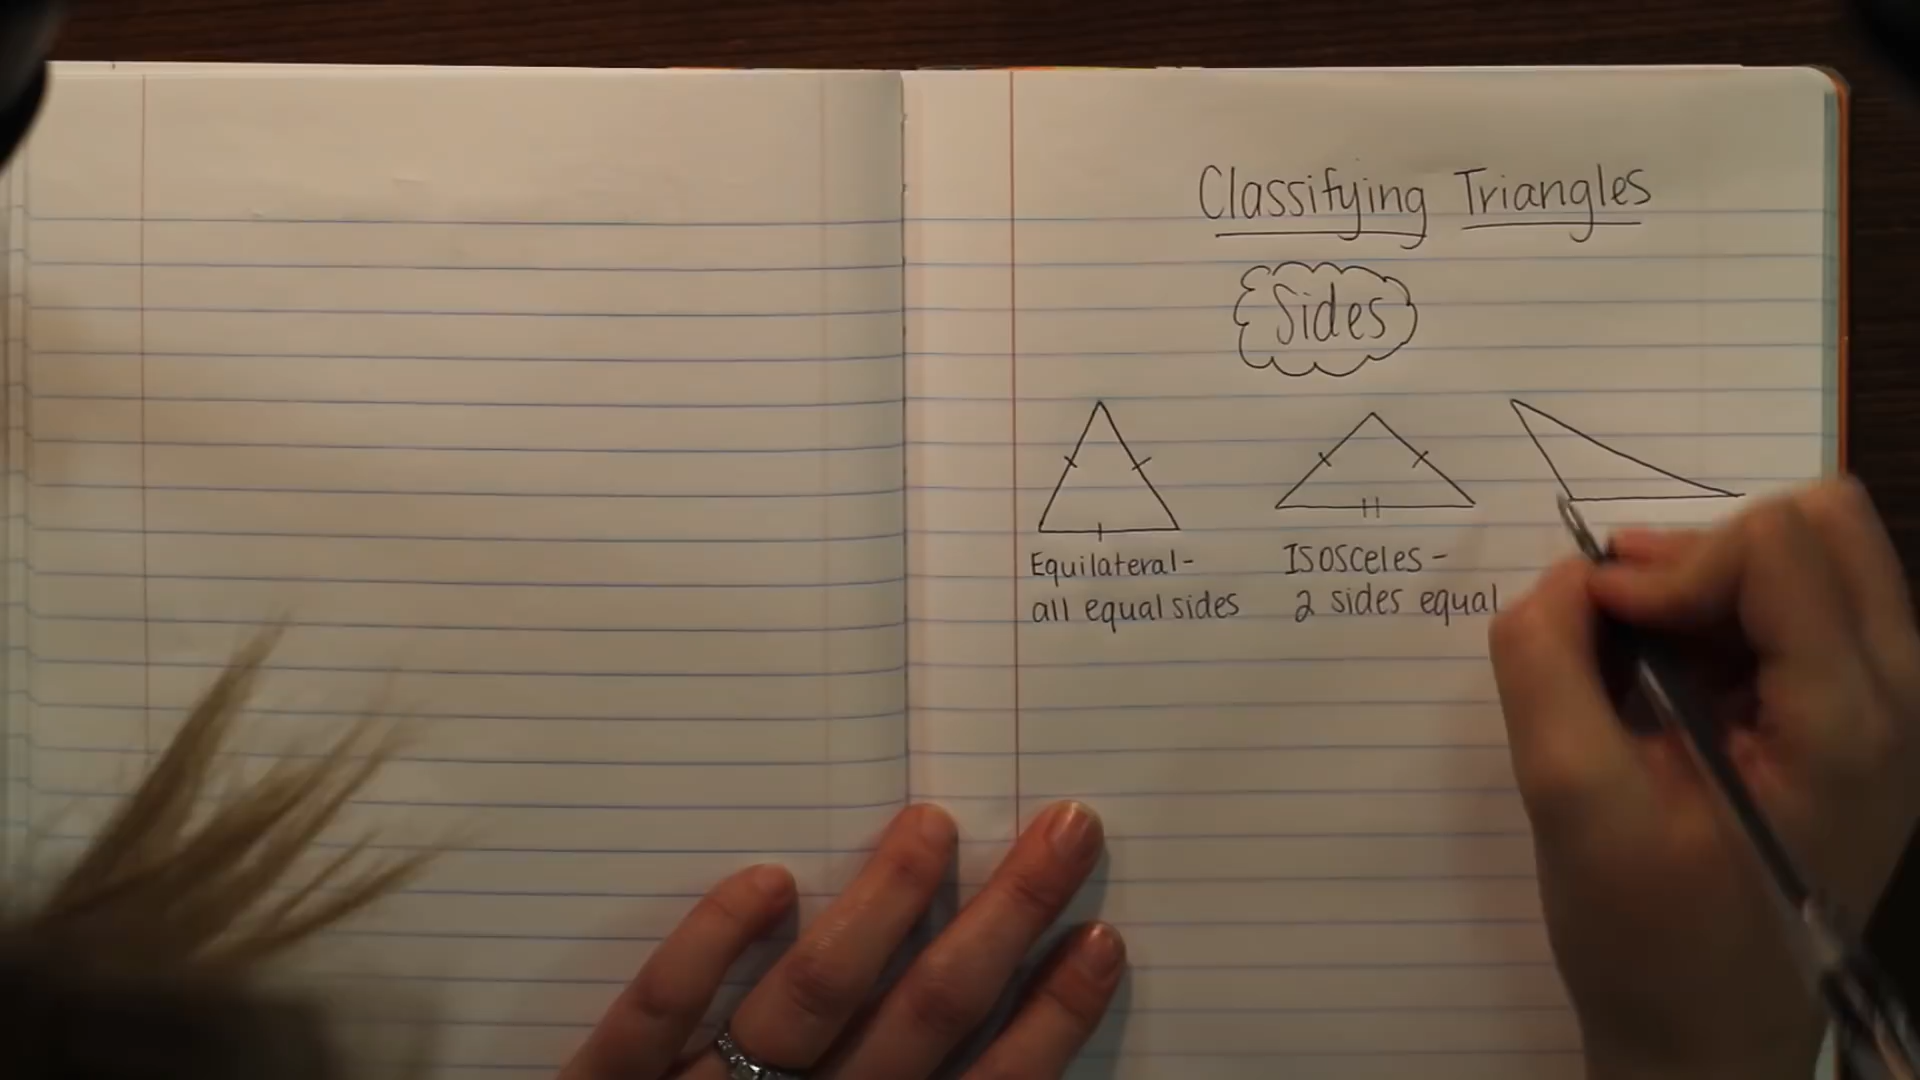 Classifying Triangles
Sides
Equilateral-
all equal sides
Isosceles-
2 sides equal